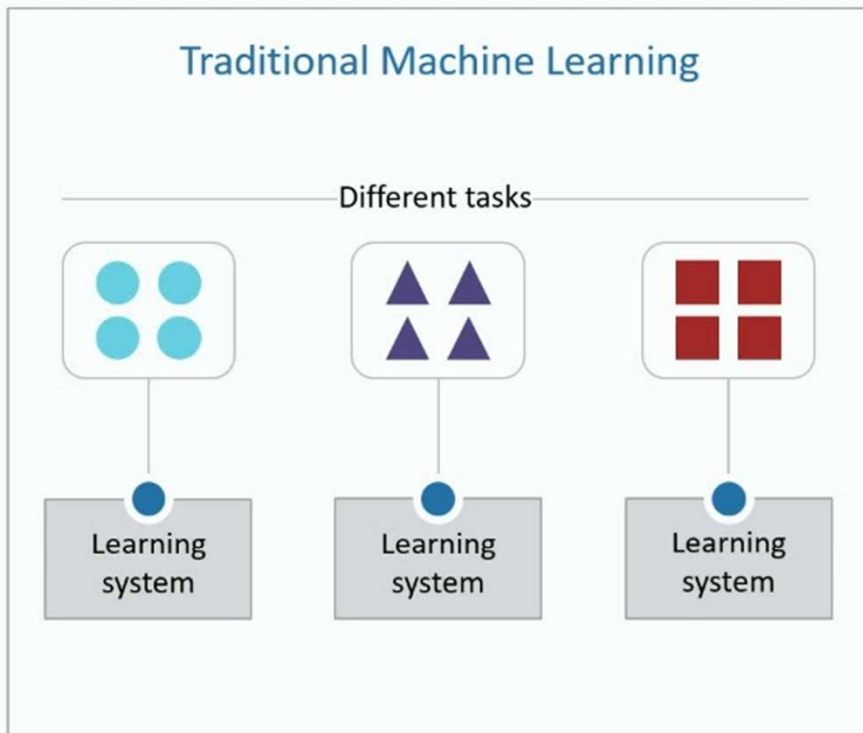 Traditional Machine Learning
Different tasks
Learning
system
Learning
system
Learning
system